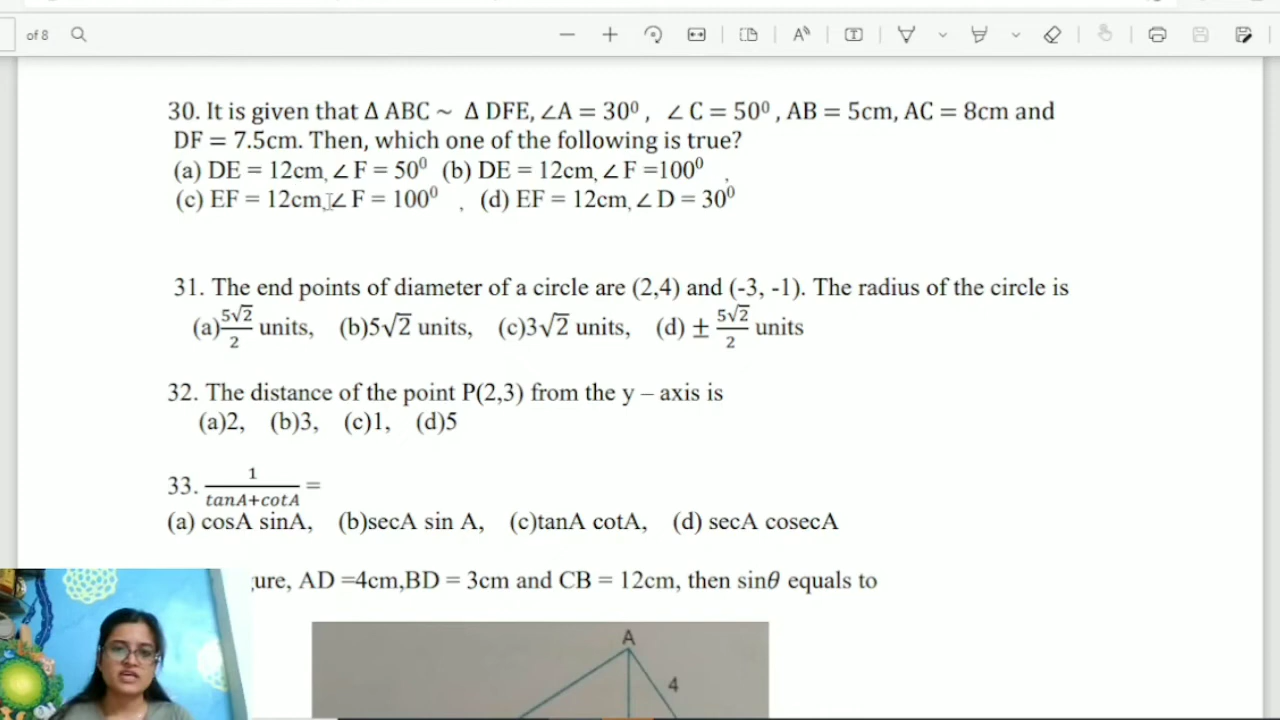 of 8
30. It is given that Δ ABC ~ Δ DFE, ∠A = 30⁰ , ∠ C = 50⁰ , AB = 5cm, AC = 8cm and
DF = 7.5cm. Then, which one of the following is true?
(a) DE = 12cm, ∠ F = 50⁰ (b) DE = 12cm, ∠ F =100⁰ ,
(c) EF = 12cm, ∠ F = 100⁰ , (d) EF = 12cm, ∠ D = 30⁰
31. The end points of diameter of a circle are (2,4) and (-3, -1). The radius of the circle is
(a) 5√2/2 units, (b)5√2 units, (c)3√2 units, (d) ± 5√2/2 units
32. The distance of the point P(2,3) from the y – axis is
(a)2, (b)3, (c)1, (d)5
33. 1/(tanA+cotA) =
(a) cosA sinA, (b)secA sin A, (c)tanA cotA, (d) secA cosecA
ure, AD =4cm,BD = 3cm and CB = 12cm, then sinθ equals to
A
4